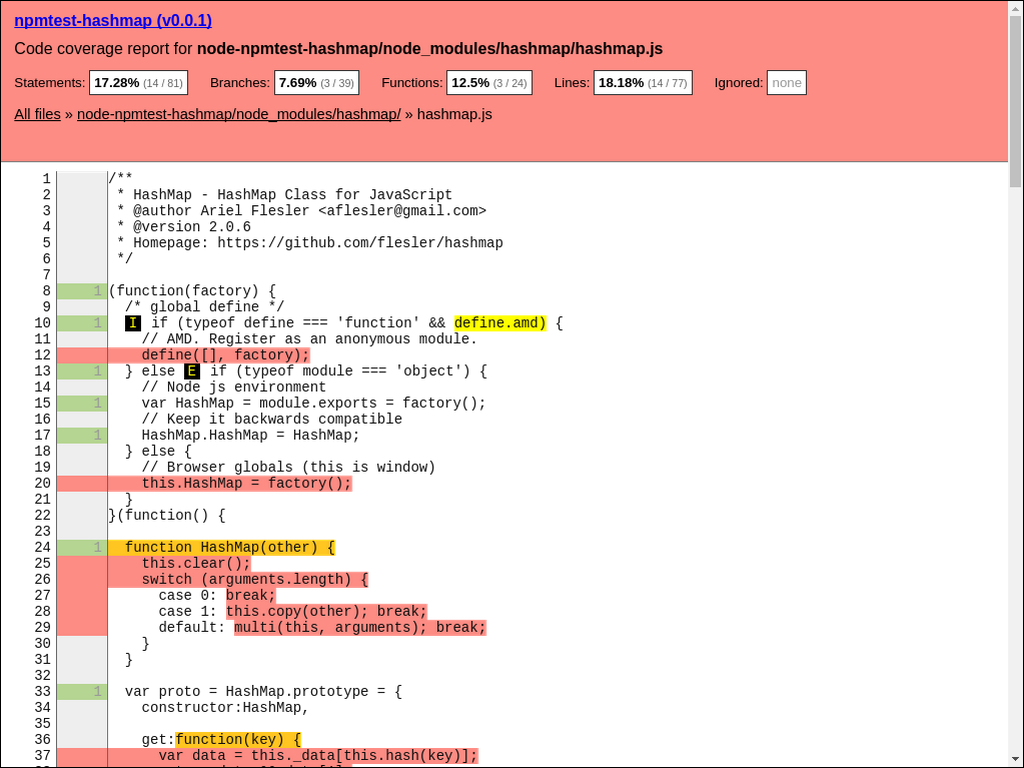 npmtest-hashmap (v0.0.1)
Code coverage report for node-npmtest-hashmap/node_modules/hashmap/hashmap.js
Statements: 17.28% (14 / 81) Branches: 7.69% (3 / 39) Functions: 12.5% (3 / 24) Lines: 18.18% (14 / 77) Ignored: none
All files » node-npmtest-hashmap/node_modules/hashmap/ » hashmap.js
1 /**
2  * HashMap - HashMap Class for JavaScript
3  * @author Ariel Flesler <aflesler@gmail.com>
4  * @version 2.0.6
5  * Homepage: https://github.com/flesler/hashmap
6  */
7
8 1 (function(factory) {
9   /* global define */
10 1   I if (typeof define === 'function' && define.amd) {
11     // AMD. Register as an anonymous module.
12     define([], factory);
13 1   } else E if (typeof module === 'object') {
14     // Node js environment
15 1     var HashMap = module.exports = factory();
16     // Keep it backwards compatible
17 1     HashMap.HashMap = HashMap;
18   } else {
19     // Browser globals (this is window)
20     this.HashMap = factory();
21   }
22 }(function() {
23
24 1   function HashMap(other) {
25     this.clear();
26     switch (arguments.length) {
27       case 0: break;
28       case 1: this.copy(other); break;
29       default: multi(this, arguments); break;
30     }
31   }
32
33 1   var proto = HashMap.prototype = {
34     constructor:HashMap,
35
36     get:function(key) {
37       var data = this._data[this.hash(key)];